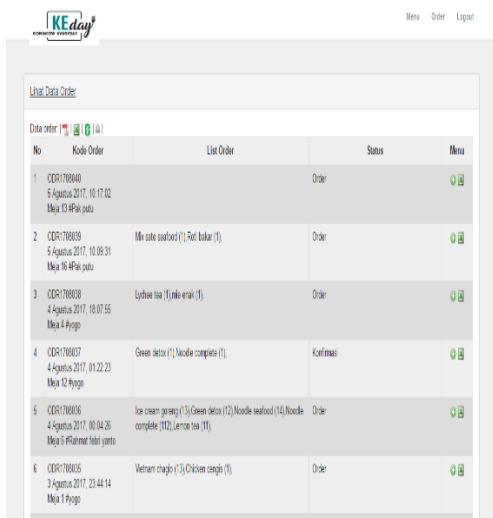 KEday
KONGKOW EVERYDAY
Menu Order Logout
Lihat Data Order
Data order | | | | |
No Kode Order List Order Status Menu
1 ODR1708040 Order
5 Agustus 2017, 10:17:02
Meja 13 #Pak putu
2 ODR1708039 Mix sate seafood (1),Roti bakar (1), Order
5 Agustus 2017, 10:09:31
Meja 16 #Pak putu
3 ODR1708038 Lychee tea (1),mie enak (1), Order
4 Agustus 2017, 18:07:55
Meja 4 #yogo
4 ODR1708037 Green detox (1),Noodle complete (1), Konfirmasi
4 Agustus 2017, 01:22:23
Meja 12 #yogo
5 ODR1708036 Ice cream goreng (13),Green detox (12),Noodle seafood (14),Noodle Order
4 Agustus 2017, 00:04:26 complete (112),Lemon tea (11),
Meja 6 #Rahmat febri yanto
6 ODR1708035 Vietnam chagio (13),Chicken cengis (1), Order
3 Agustus 2017, 23:44:14
Meja 1 #yogo